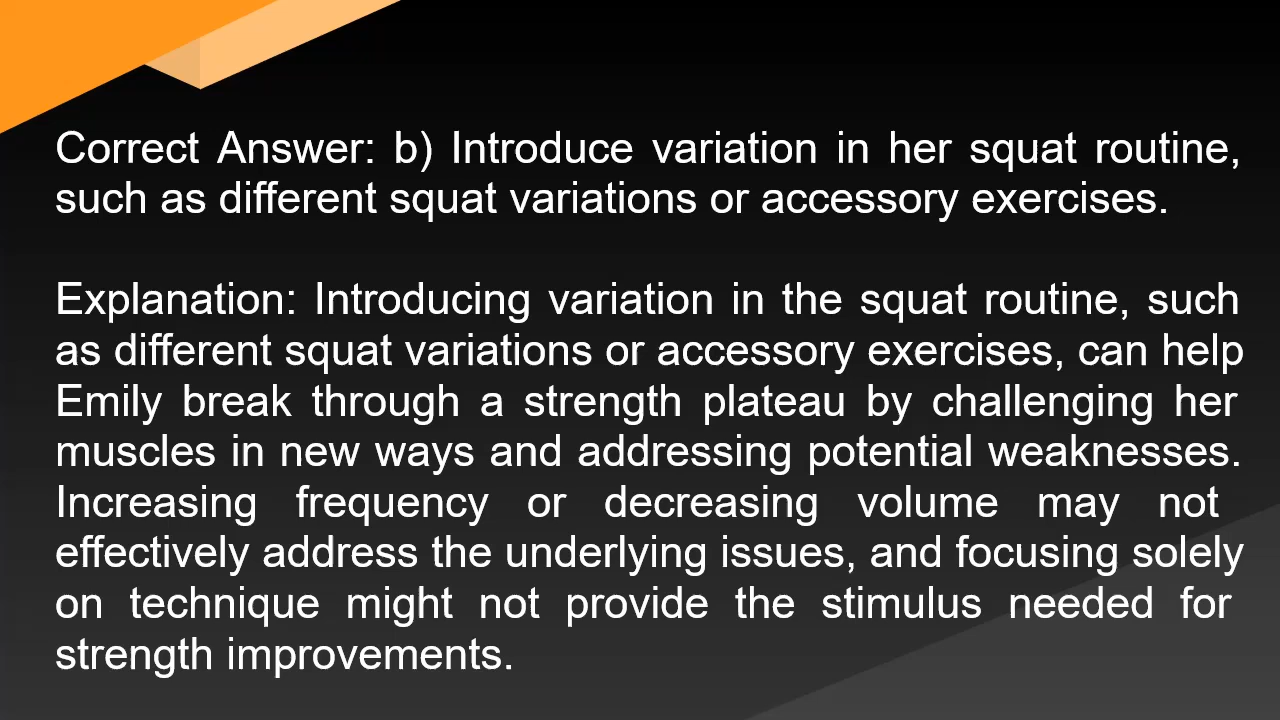 Correct Answer: b) Introduce variation in her squat routine,
such as different squat variations or accessory exercises.
Explanation: Introducing variation in the squat routine, such
as different squat variations or accessory exercises, can help
Emily break through a strength plateau by challenging her
muscles in new ways and addressing potential weaknesses.
Increasing frequency or decreasing volume may not
effectively address the underlying issues, and focusing solely
on technique might not provide the stimulus needed for
strength improvements.